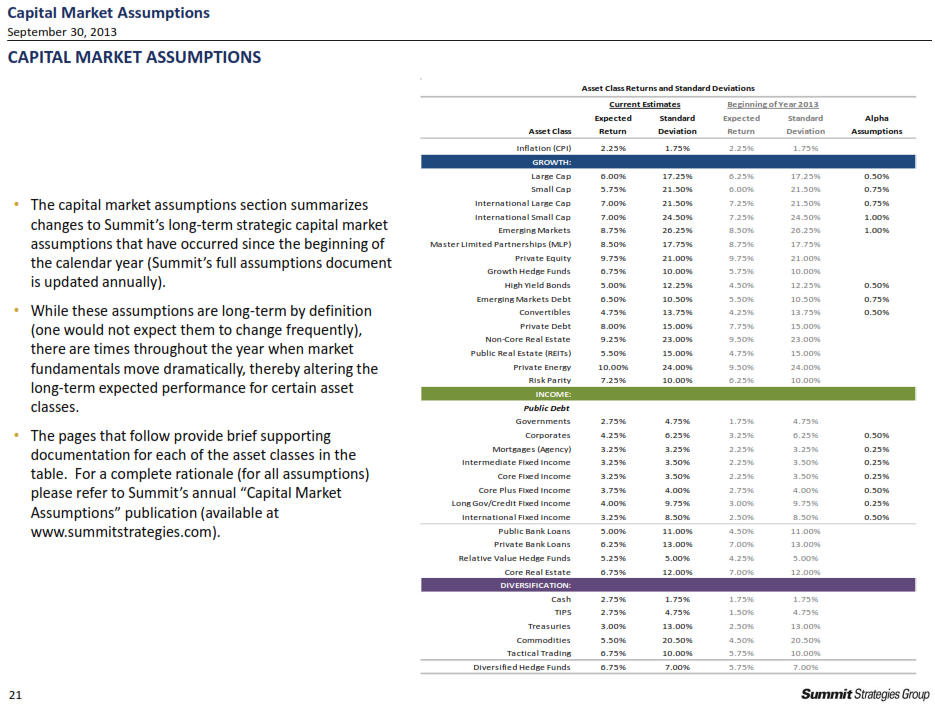 Capital Market Assumptions
September 30, 2013
CAPITAL MARKET ASSUMPTIONS
• The capital market assumptions section summarizes
changes to Summit's long-term strategic capital market
assumptions that have occurred since the beginning of
the calendar year (Summit's full assumptions document
is updated annually).
• While these assumptions are long-term by definition
(one would not expect them to change frequently),
there are times throughout the year when market
fundamentals move dramatically, thereby altering the
long-term expected performance for certain asset
classes.
• The pages that follow provide brief supporting
documentation for each of the asset classes in the
table.  For a complete rationale (for all assumptions)
please refer to Summit's annual "Capital Market
Assumptions" publication (available at
www.summitstrategies.com).
Asset Class Returns and Standard Deviations
Current Estimates Beginning of Year 2013
Expected Standard Expected Standard Alpha
Asset Class Return Deviation Return Deviation Assumptions
Inflation (CPI) 2.25% 1.75% 2.25% 1.75%
GROWTH:
Large Cap 6.00% 17.25% 6.25% 17.25% 0.50%
Small Cap 5.75% 21.50% 6.00% 21.50% 0.75%
International Large Cap 7.00% 21.50% 7.25% 21.50% 0.75%
International Small Cap 7.00% 24.50% 7.25% 24.50% 1.00%
Emerging Markets 8.75% 26.25% 8.50% 26.25% 1.00%
Master Limited Partnerships (MLP) 8.50% 17.75% 8.75% 17.75%
Private Equity 9.75% 21.00% 9.75% 21.00%
Growth Hedge Funds 6.75% 10.00% 5.75% 10.00%
High Yield Bonds 5.00% 12.25% 4.50% 12.25% 0.50%
Emerging Markets Debt 6.50% 10.50% 5.50% 10.50% 0.75%
Convertibles 4.75% 13.75% 4.25% 13.75% 0.50%
Private Debt 8.00% 15.00% 7.75% 15.00%
Non-Core Real Estate 9.25% 23.00% 9.50% 23.00%
Public Real Estate (REITs) 5.50% 15.00% 4.75% 15.00%
Private Energy 10.00% 24.00% 9.50% 24.00%
Risk Parity 7.25% 10.00% 6.25% 10.00%
INCOME:
Public Debt
Governments 2.75% 4.75% 1.75% 4.75%
Corporates 4.25% 6.25% 3.25% 6.25% 0.50%
Mortgages (Agency) 3.25% 3.25% 2.25% 3.25% 0.25%
Intermediate Fixed Income 3.25% 3.50% 2.25% 3.50% 0.25%
Core Fixed Income 3.25% 3.50% 2.25% 3.50% 0.25%
Core Plus Fixed Income 3.75% 4.00% 2.75% 4.00% 0.50%
Long Gov/Credit Fixed Income 4.00% 9.75% 3.00% 9.75% 0.25%
International Fixed Income 3.25% 8.50% 2.50% 8.50% 0.50%
Public Bank Loans 5.00% 11.00% 4.50% 11.00%
Private Bank Loans 6.25% 13.00% 7.00% 13.00%
Relative Value Hedge Funds 5.25% 5.00% 4.25% 5.00%
Core Real Estate 6.75% 12.00% 7.00% 12.00%
DIVERSIFICATION:
Cash 2.75% 1.75% 1.75% 1.75%
TIPS 2.75% 4.75% 1.50% 4.75%
Treasuries 3.00% 13.00% 2.50% 13.00%
Commodities 5.50% 20.50% 4.50% 20.50%
Tactical Trading 6.75% 10.00% 5.75% 10.00%
Diversified Hedge Funds 6.75% 7.00% 5.75% 7.00%
21
Summit Strategies Group